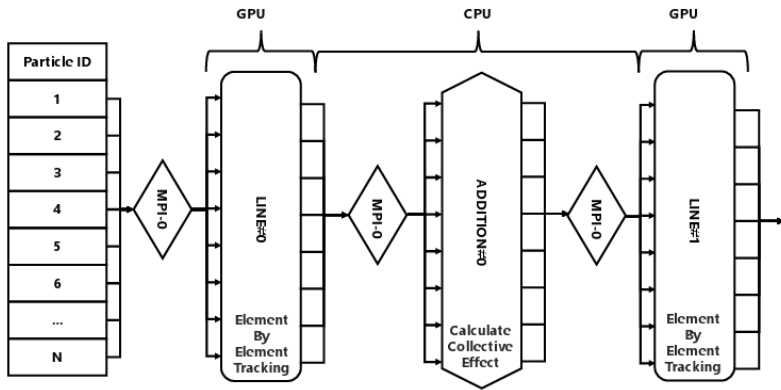 GPU
CPU
GPU
Particle ID
1
2
3
4
5
6
...
N
MPI-0
LINE#0
Element
By
Element
Tracking
MPI-0
ADDITION#0
Calculate
Collective
Effect
MPI-0
LINE#1
Element
By
Element
Tracking